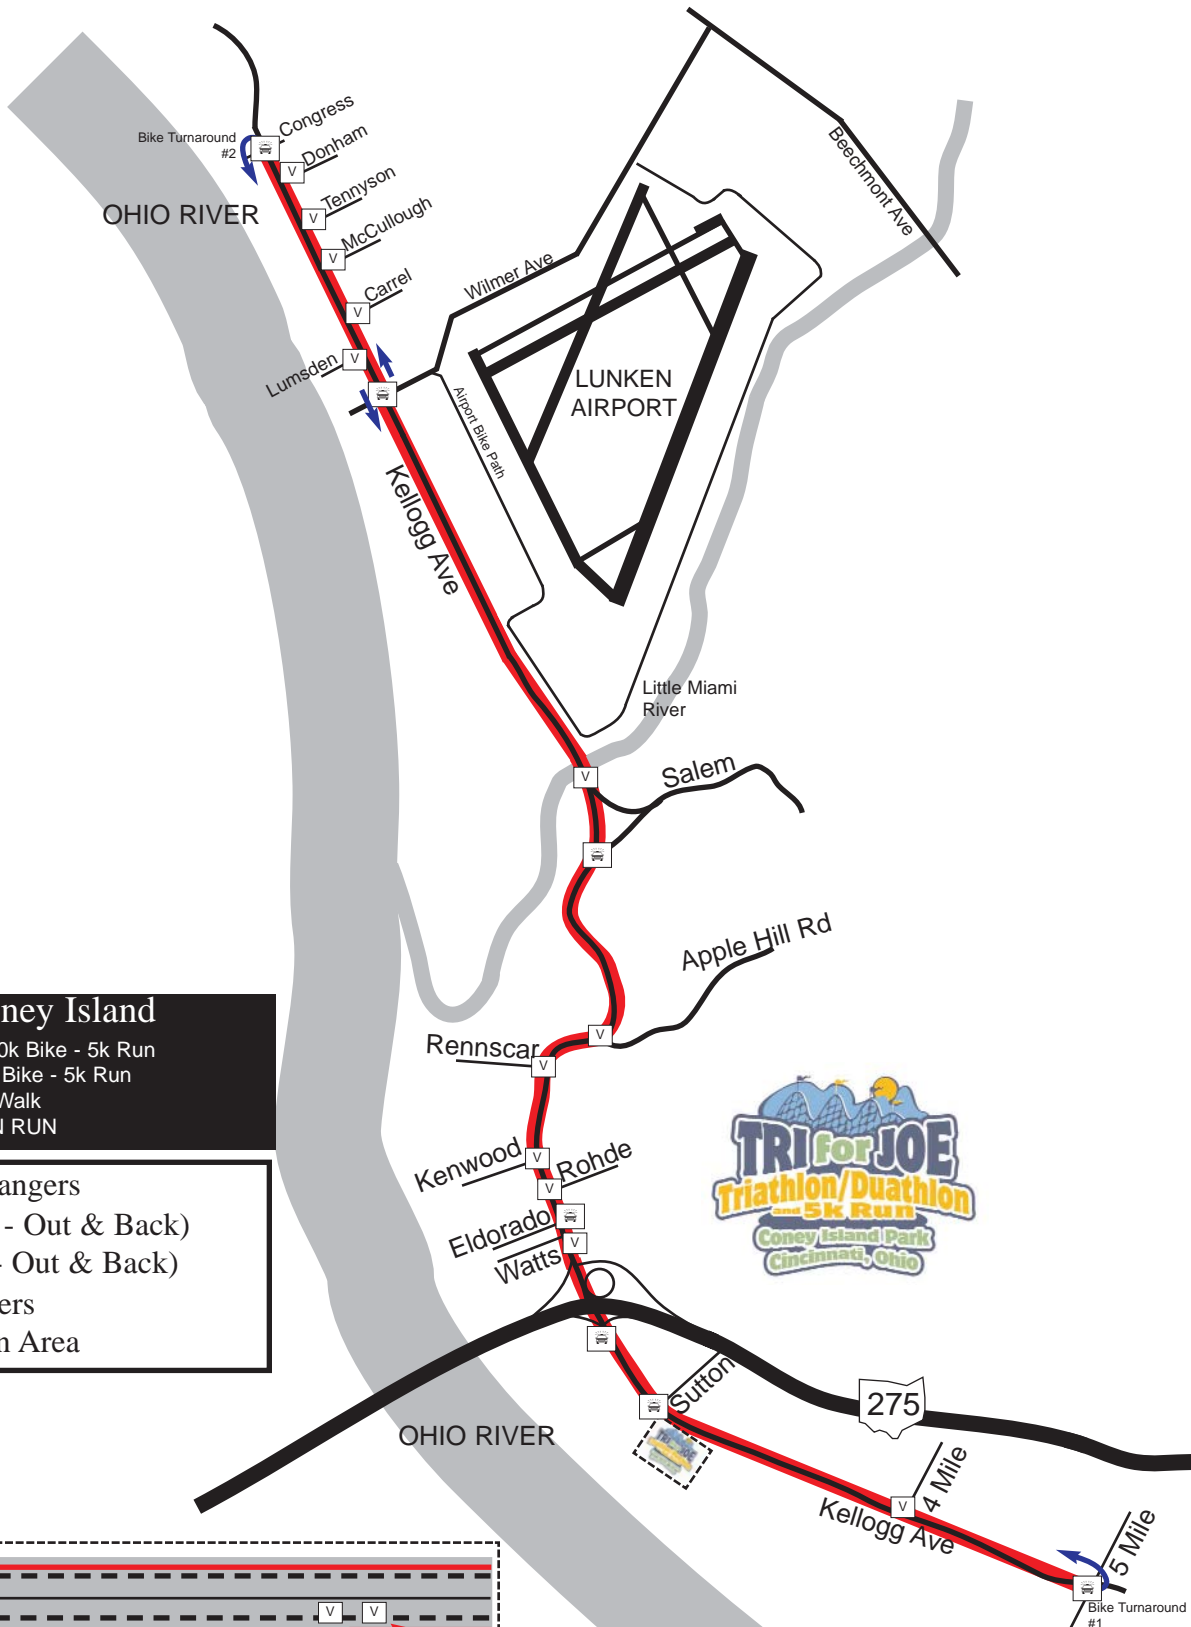 Congress
Bike Turnaround
#2
Donham
Tennyson
OHIO RIVER
McCullough
Carrel
Lumsden
Wilmer Ave
Beechmont Ave
LUNKEN
AIRPORT
Airport Bike Path
Kellogg Ave
Little Miami
River
Salem
Apple Hill Rd
Rennscar
ney Island
0k Bike - 5k Run
Bike - 5k Run
Walk
N RUN
angers
- Out & Back)
- Out & Back)
ers
n Area
Kenwood
Rohde
Eldorado
Watts
TRI for JOE
Triathlon/Duathlon
and 5k Run
Coney Island Park
Cincinnati, Ohio
Sutton
275
OHIO RIVER
TRI for JOE
4 Mile
Kellogg Ave
5 Mile
Bike Turnaround
#1
V
V
V
V
V
V
V
V
V
V
V
V
V
V